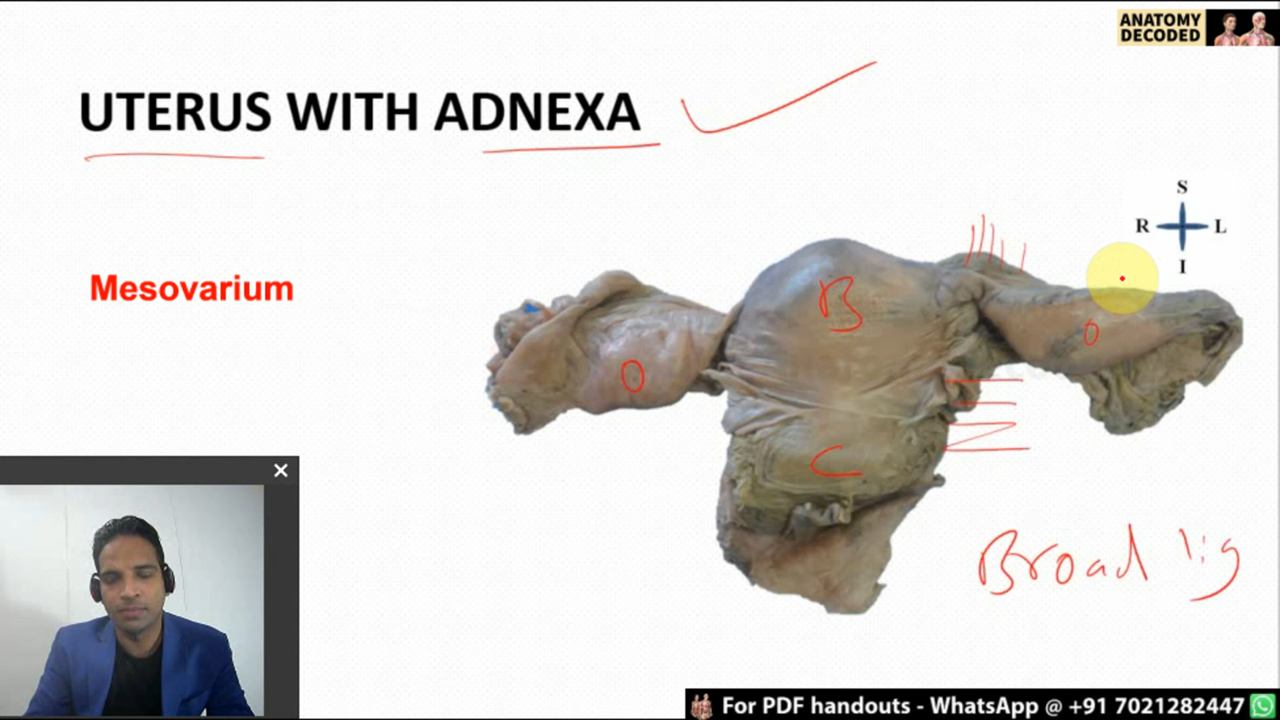 ANATOMY
DECODED
UTERUS WITH ADNEXA
S
R L
I
Mesovarium
B
O
O
C
Broad lig
For PDF handouts - WhatsApp @ +91 7021282447